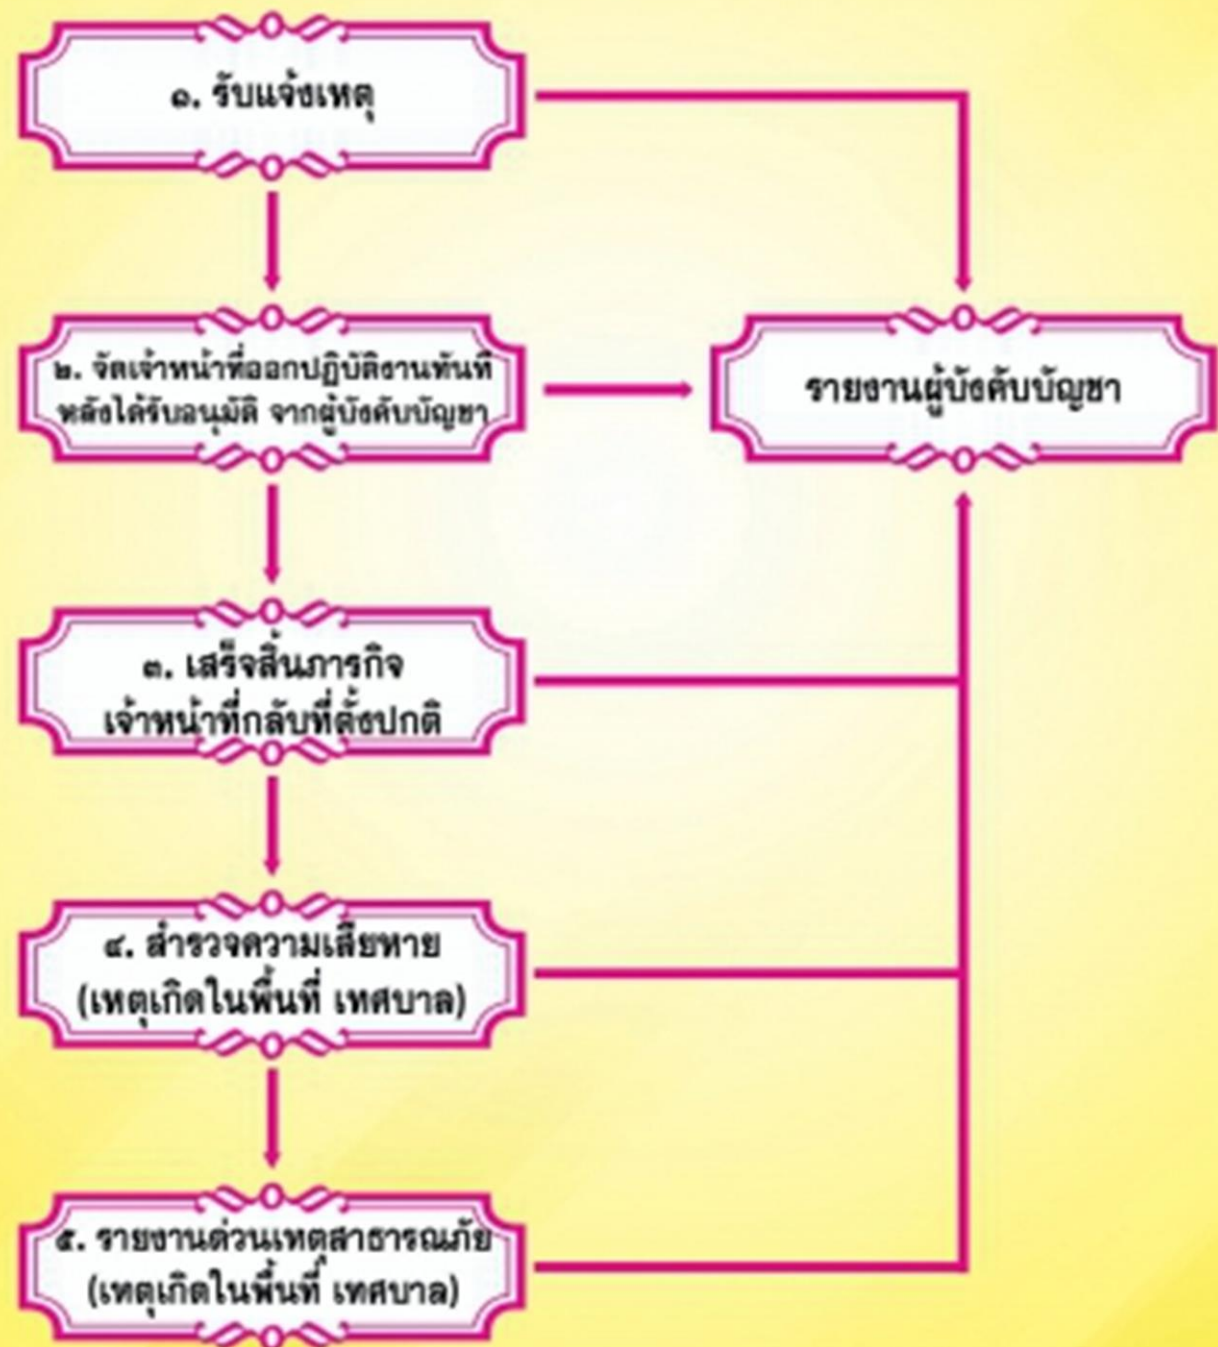 ๑. รับแจ้งเหตุ
๒. จัดเจ้าหน้าที่ออกปฏิบัติงานทันที
หลังได้รับอนุมัติ จากผู้บังคับบัญชา
รายงานผู้บังคับบัญชา
๓. เสร็จสิ้นภารกิจ
เจ้าหน้าที่กลับที่ตั้งปกติ
๔. สำรวจความเสียหาย
(เหตุเกิดในพื้นที่ เทศบาล)
๕. รายงานด่วนเหตุสาธารณภัย
(เหตุเกิดในพื้นที่ เทศบาล)